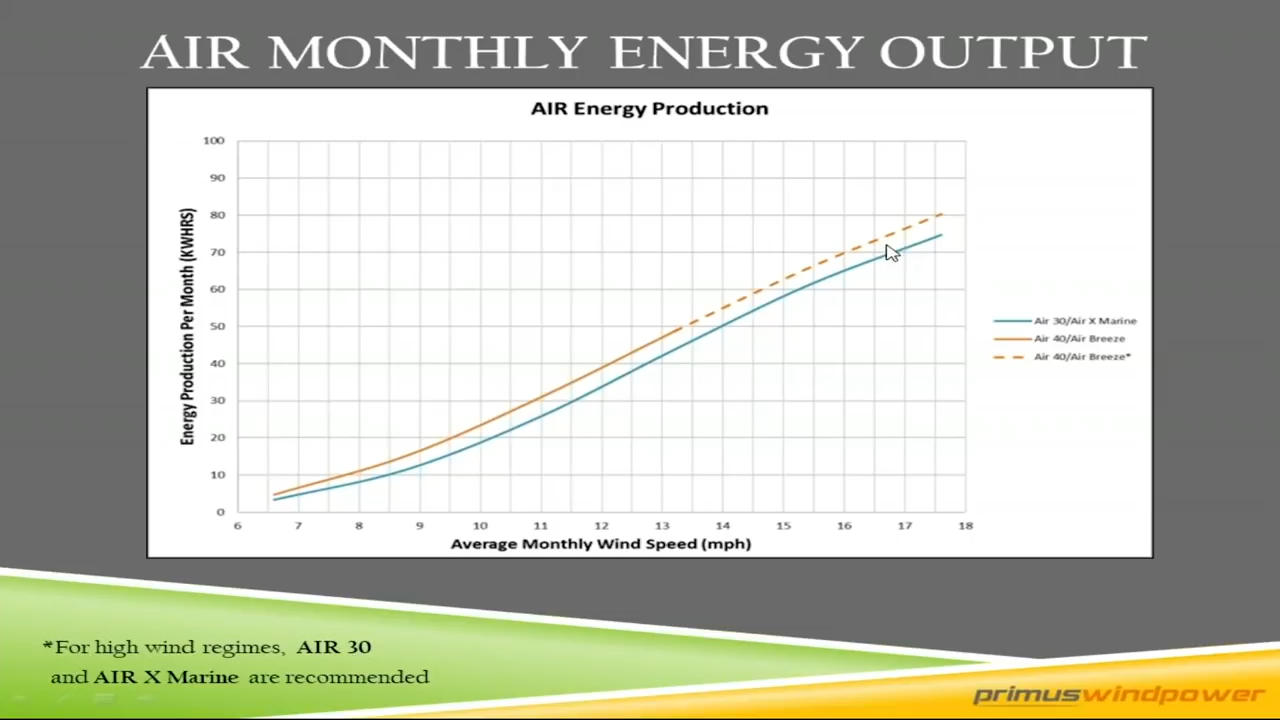 AIR MONTHLY ENERGY OUTPUT
AIR Energy Production
Energy Production Per Month (KWHRS)
100
90
80
70
60
50
40
30
20
10
0
6 7 8 9 10 11 12 13 14 15 16 17 18
Average Monthly Wind Speed (mph)
Air 30/Air X Marine
Air 40/Air Breeze
Air 40/Air Breeze*
*For high wind regimes, AIR 30
and AIR X Marine are recommended
primuswindpower